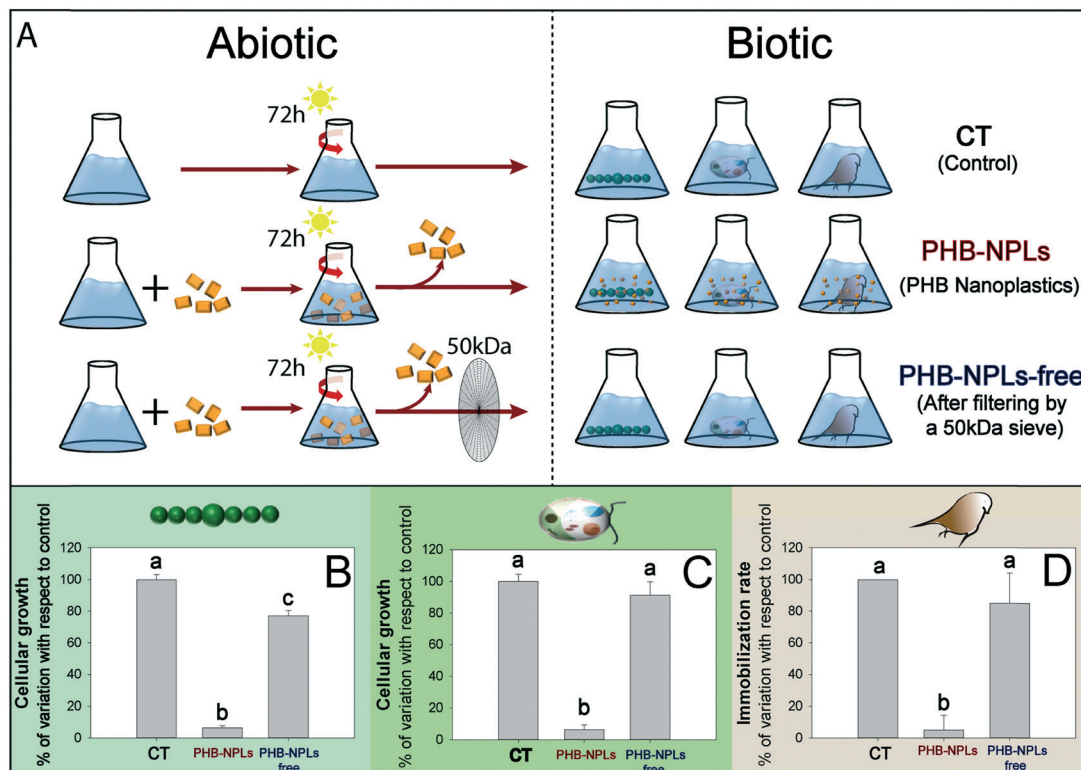 A
Abiotic
Biotic
72h
CT
(Control)
72h
+
PHB-NPLs
(PHB Nanoplastics)
72h
50kDa
+
PHB-NPLs-free
(After filtering by
a 50kDa sieve)
B
Cellular growth
% of variation with respect to control
120
100
80
60
40
20
0
a
b
c
CT
PHB-NPLs
PHB-NPLs
free
C
Cellular growth
% of variation with respect to control
120
100
80
60
40
20
0
a
b
a
CT
PHB-NPLs
PHB-NPLs
free
D
Immobilization rate
% of variation with respect to control
120
100
80
60
40
20
0
a
b
a
CT
PHB-NPLs
PHB-NPLs
free